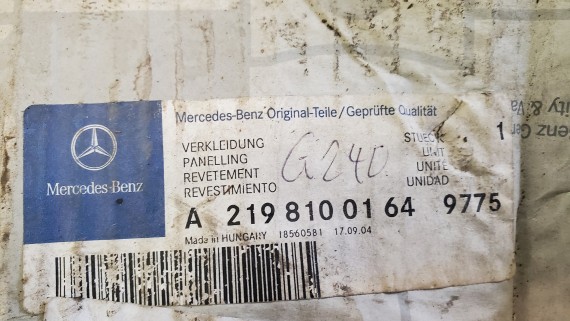 Mercedes-Benz Original-Teile/Geprüfte Qualität
VERKLEIDUNG STUECK 1
PANELLING UNIT
REVETEMENT UNITE
REVESTIMIENTO UNIDAD
G240
Mercedes-Benz
A 219 810 01 64 9775
Made in HUNGARY 18560581 17.09.04